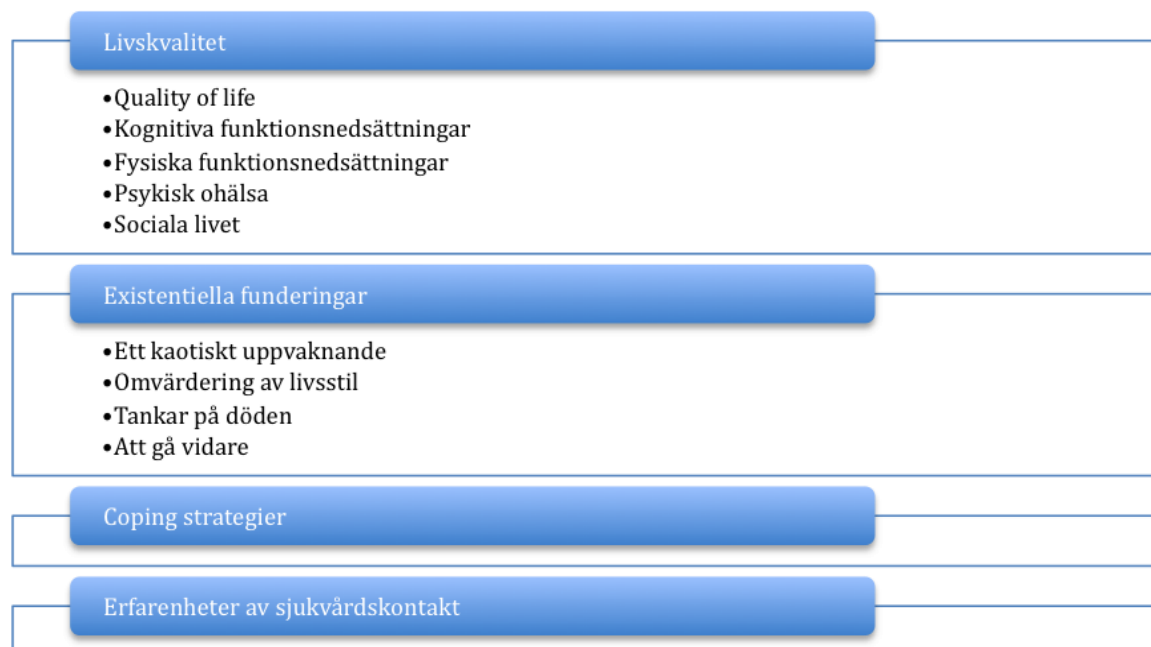 Livskvalitet
•Quality of life
•Kognitiva funktionsnedsättningar
•Fysiska funktionsnedsättningar
•Psykisk ohälsa
•Sociala livet
Existentiella funderingar
•Ett kaotiskt uppvaknande
•Omvärdering av livsstil
•Tankar på döden
•Att gå vidare
Coping strategier
Erfarenheter av sjukvårdskontakt